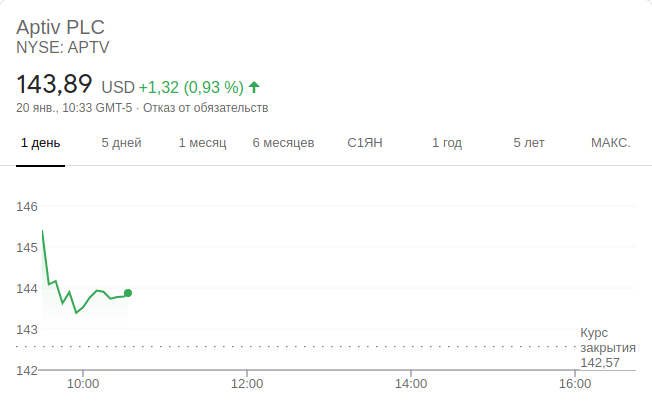 Aptiv PLC
NYSE: APTV
143,89 USD +1,32 (0,93 %)
20 янв., 10:33 GMT-5 · Отказ от обязательств
1 день 5 дней 1 месяц 6 месяцев С1ЯН 1 год 5 лет МАКС.
146
145
144
143
Курс
закрытия
142,57
142
10:00 12:00 14:00 16:00